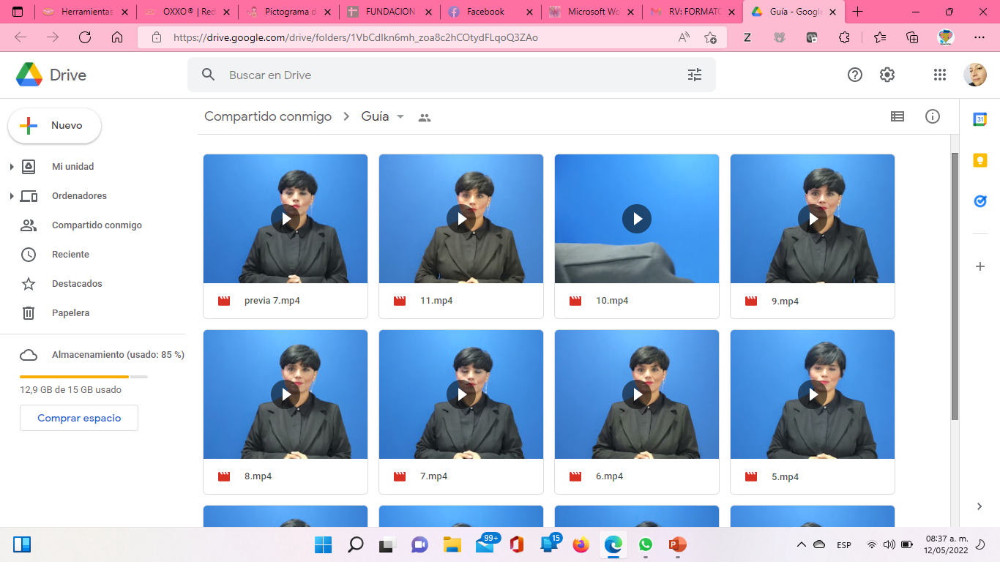 Herramientas
OXXO® | Red
Pictograma d
FUNDACION
Facebook
Microsoft Wo
RV: FORMATO
Guía - Google
https://drive.google.com/drive/folders/1VbCdIkn6mh_zoa8c2hCOtydFLqoQ3ZAo
Drive
Buscar en Drive
Nuevo
Compartido conmigo > Guía
Mi unidad
Ordenadores
Compartido conmigo
Reciente
Destacados
Papelera
Almacenamiento (usado: 85 %)
12,9 GB de 15 GB usado
Comprar espacio
previa 7.mp4
11.mp4
10.mp4
9.mp4
8.mp4
7.mp4
6.mp4
5.mp4
31
99+
15
ESP
08:37 a. m.
12/05/2022